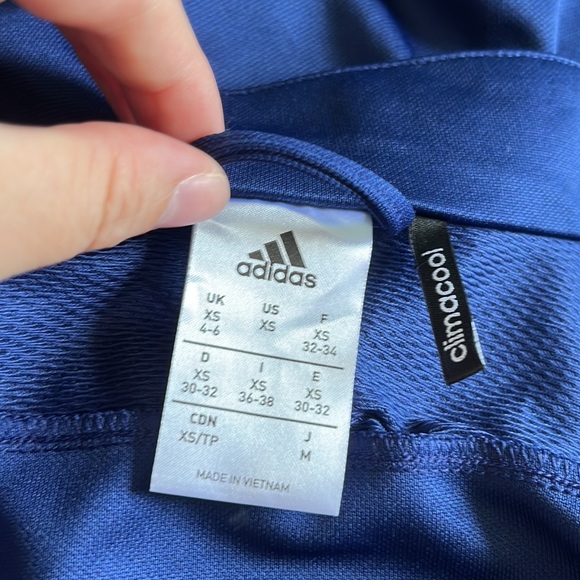 adidas
UK US F
XS XS XS
4-6 32-34
D I E
XS XS XS
30-32 36-38 30-32
CDN J
XS/TP M
MADE IN VIETNAM
climacool